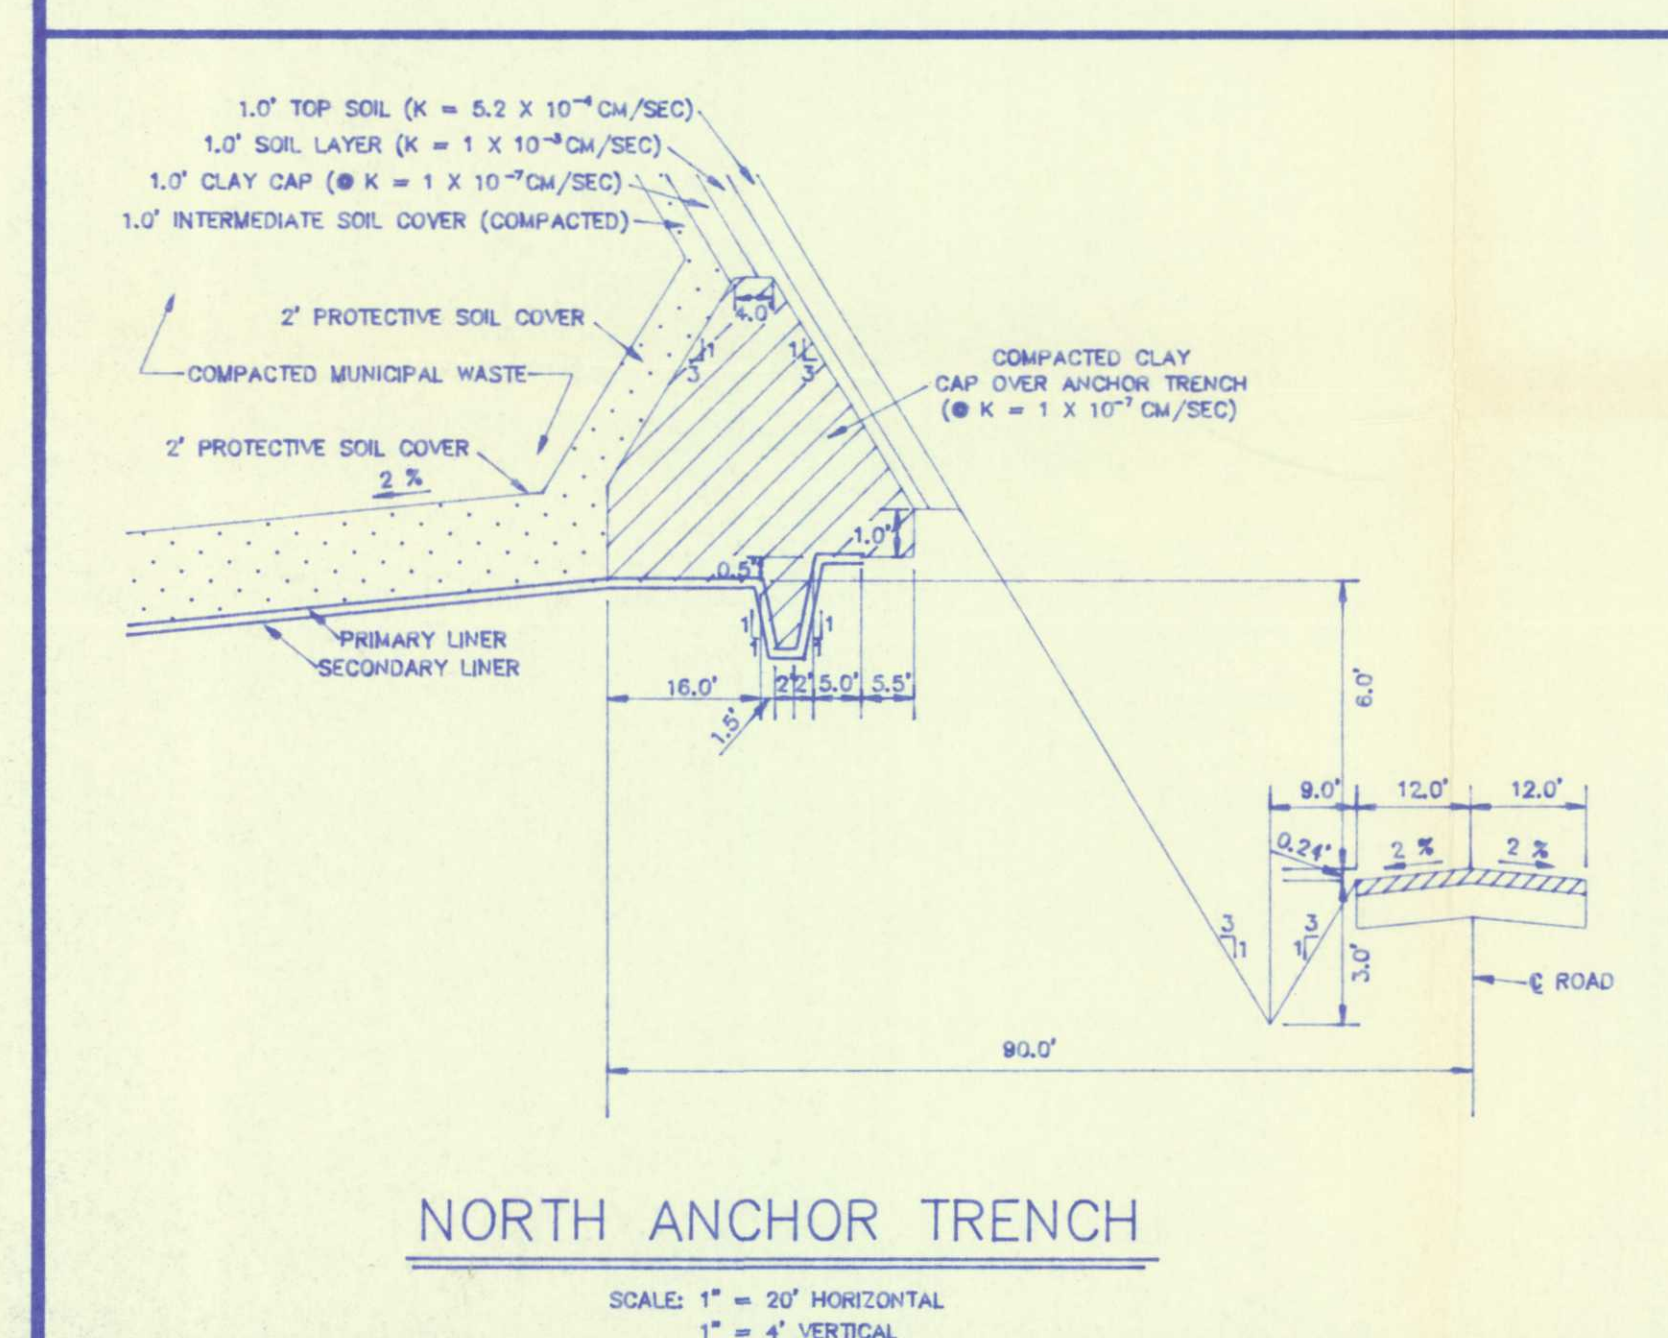 1.0' TOP SOIL (K = 5.2 X 10⁻⁴ CM/SEC)
1.0' SOIL LAYER (K = 1 X 10⁻³ CM/SEC)
1.0' CLAY CAP (@ K = 1 X 10⁻⁷ CM/SEC)
1.0' INTERMEDIATE SOIL COVER (COMPACTED)
2' PROTECTIVE SOIL COVER
4.0'
1
3
1
3
COMPACTED MUNICIPAL WASTE
COMPACTED CLAY
CAP OVER ANCHOR TRENCH
(@ K = 1 X 10⁻⁷ CM/SEC)
2' PROTECTIVE SOIL COVER
2 %
1.0'
0.5'
PRIMARY LINER
SECONDARY LINER
1
1
1
1
16.0'
2'
2'
5.0'
5.5'
1.5'
6.0'
9.0'
12.0'
12.0'
0.24'
2 %
2 %
3
1
3
1
3.0'
℄ ROAD
90.0'
NORTH ANCHOR TRENCH
SCALE: 1" = 20' HORIZONTAL
1" = 4' VERTICAL